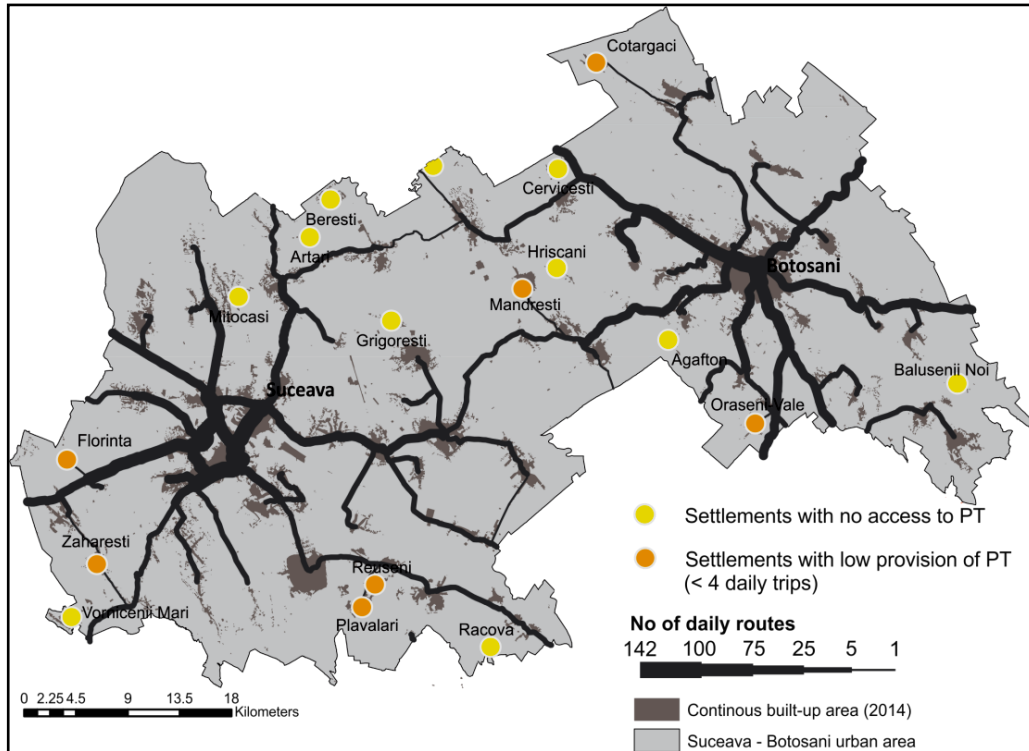 Cotargaci
Cervicesti
Beresti
Artari
Hriscani
Botosani
Mandresti
Mitocasi
Grigoresti
Agafton
Balusenii Noi
Suceava
Oraseni-Vale
Florinta
Zaharesti
Reuseni
Vornicenii Mari
Plavalari
Racova
Settlements with no access to PT
Settlements with low provision of PT
(< 4 daily trips)
No of daily routes
142 100 75 25 5 1
Continous built-up area (2014)
Suceava - Botosani urban area
0 2.25 4.5 9 13.5 18
Kilometers